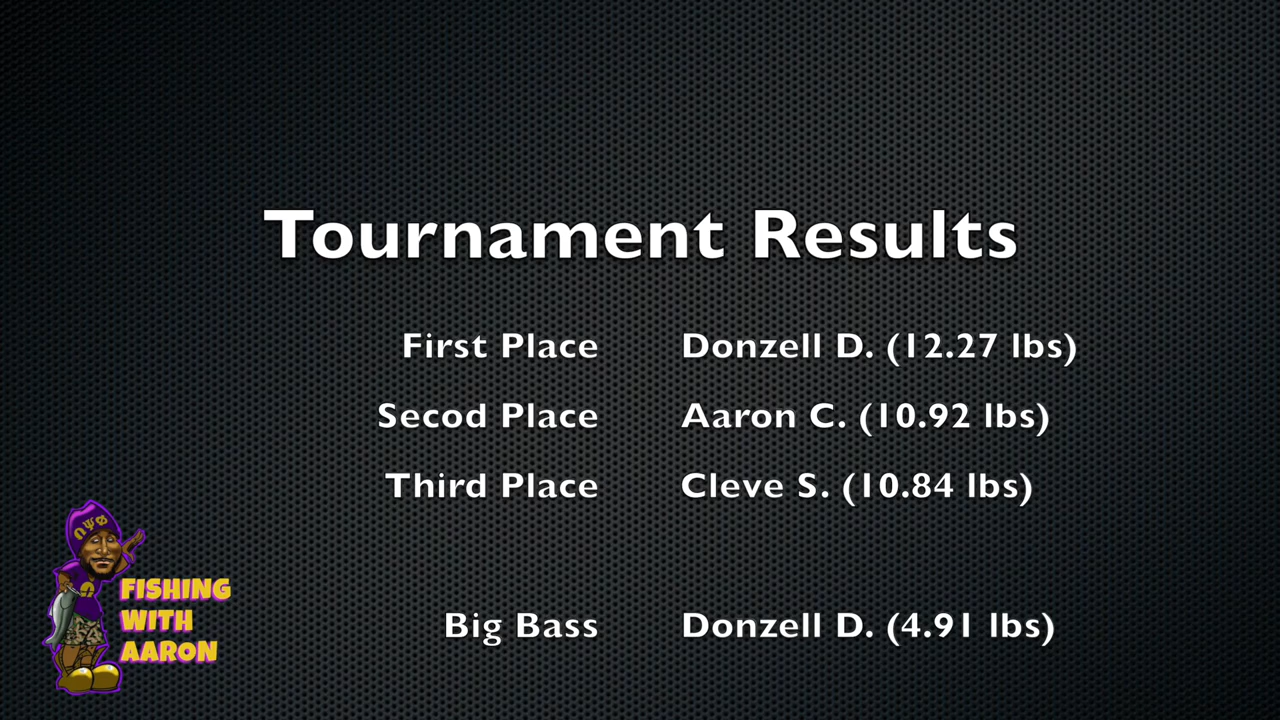 Tournament Results
First Place Donzell D. (12.27 lbs)
Secod Place Aaron C. (10.92 lbs)
Third Place Cleve S. (10.84 lbs)
Big Bass Donzell D. (4.91 lbs)
ΩΨΦ
Ω
FISHING
WITH
AARON